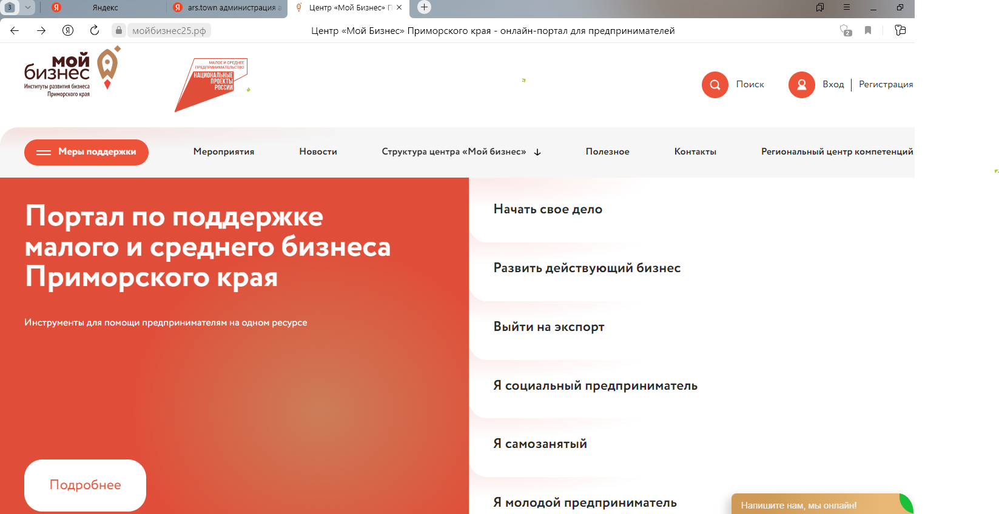 3
Яндекс
ars.town администрация а
Центр «Мой Бизнес» П
мойбизнес25.рф
Центр «Мой Бизнес» Приморского края - онлайн-портал для предпринимателей
2
мой
бизнес
Институты развития бизнеса
Приморского края
МАЛОЕ И СРЕДНЕЕ
ПРЕДПРИНИМАТЕЛЬСТВО
НАЦИОНАЛЬНЫЕ
ПРОЕКТЫ
РОССИИ
Поиск
Вход
Регистрация
Меры поддержки
Мероприятия
Новости
Структура центра «Мой бизнес»
Полезное
Контакты
Региональный центр компетенций
Портал по поддержке
малого и среднего бизнеса
Приморского края
Инструменты для помощи предпринимателям на одном ресурсе
Подробнее
Начать свое дело
Развить действующий бизнес
Выйти на экспорт
Я социальный предприниматель
Я самозанятый
Я молодой предприниматель
Напишите нам, мы онлайн!